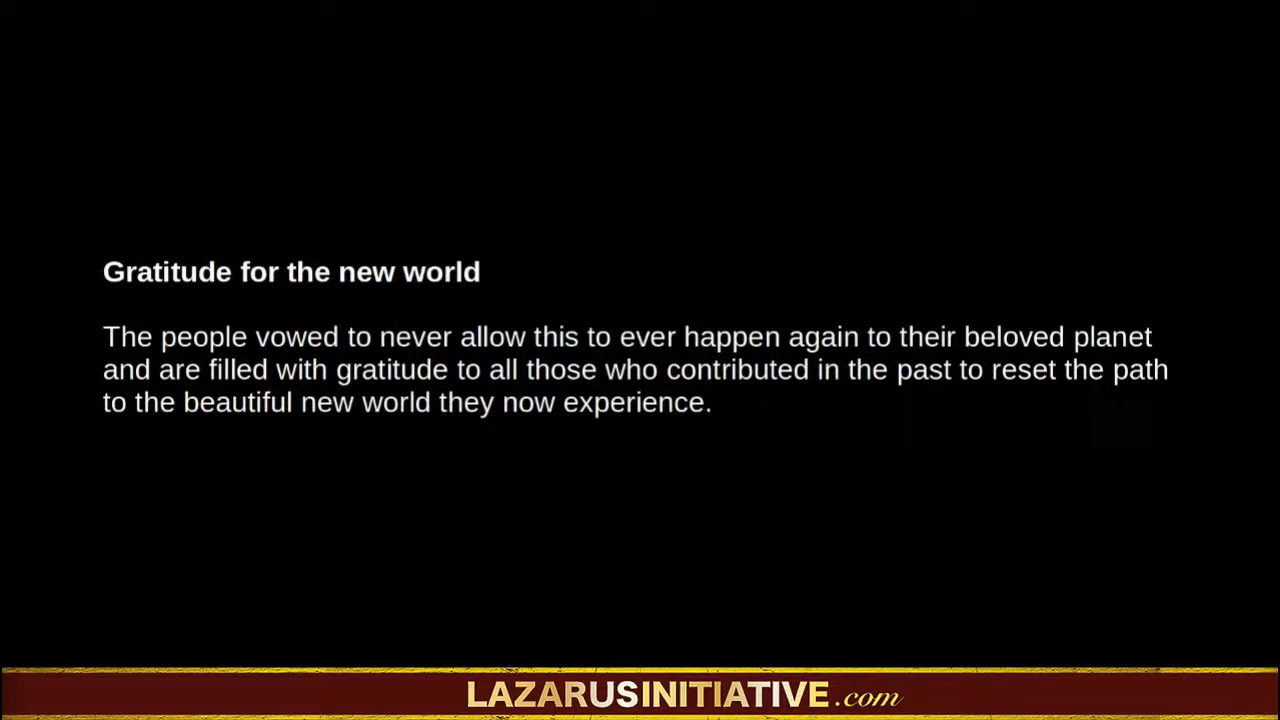 Gratitude for the new world
The people vowed to never allow this to ever happen again to their beloved planet
and are filled with gratitude to all those who contributed in the past to reset the path
to the beautiful new world they now experience.
LAZARUSINITIATIVE.com